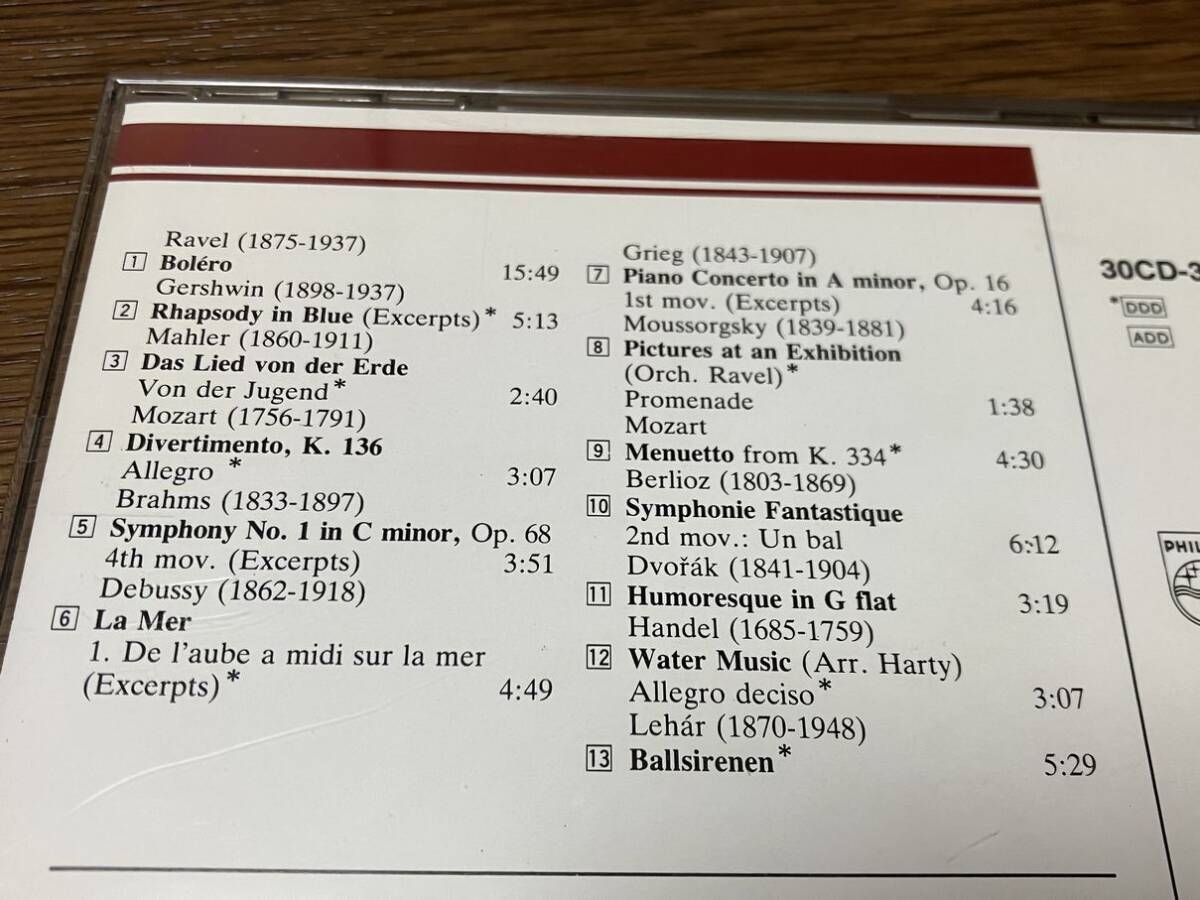 Ravel (1875-1937)
1 Boléro 15:49
Gershwin (1898-1937)
2 Rhapsody in Blue (Excerpts)* 5:13
Mahler (1860-1911)
3 Das Lied von der Erde
Von der Jugend* 2:40
Mozart (1756-1791)
4 Divertimento, K. 136
Allegro * 3:07
Brahms (1833-1897)
5 Symphony No. 1 in C minor, Op. 68
4th mov. (Excerpts) 3:51
Debussy (1862-1918)
6 La Mer
1. De l'aube a midi sur la mer
(Excerpts)* 4:49
Grieg (1843-1907)
7 Piano Concerto in A minor, Op. 16
1st mov. (Excerpts) 4:16
Moussorgsky (1839-1881)
8 Pictures at an Exhibition
(Orch. Ravel)*
Promenade 1:38
Mozart
9 Menuetto from K. 334* 4:30
Berlioz (1803-1869)
10 Symphonie Fantastique
2nd mov.: Un bal 6:12
Dvořák (1841-1904)
11 Humoresque in G flat 3:19
Handel (1685-1759)
12 Water Music (Arr. Harty)
Allegro deciso* 3:07
Lehár (1870-1948)
13 Ballsirenen* 5:29
30CD-3
*DDD
ADD
PHIL